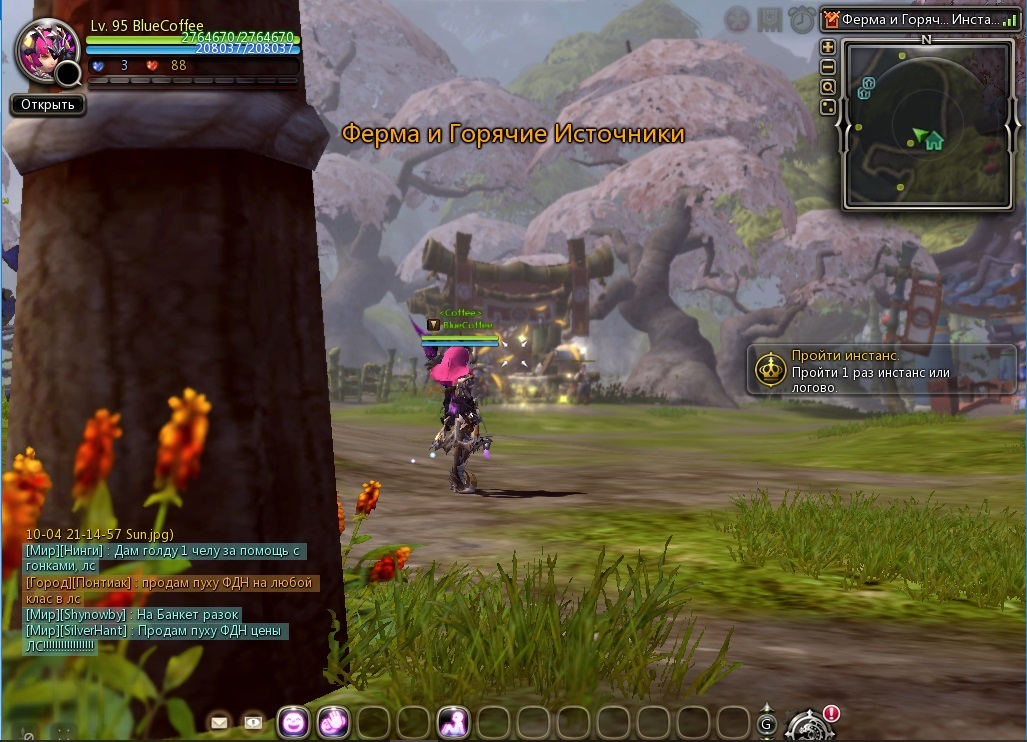 Lv. 95 BlueCoffee
2764670/2764670
208037/208037
3 88
Открыть
Ферма и Горяч... Инста...
N
Ферма и Горячие Источники
<Coffee>
BlueCoffee
Пройти инстанс.
Пройти 1 раз инстанс или
логово.
10-04 21-14-57 Sun.jpg)
[Мир][Нинги] : Дам голду 1 челу за помощь с
гонками, лс
[Город][Понтиак] : продам пуху ФДН на любой
клас в лс
[Мир][Shynowby] : На Банкет разок
[Мир][SilverHant] : Продам пуху ФДН цены
ЛС!!!!!!!!!!!!!!!!!
G